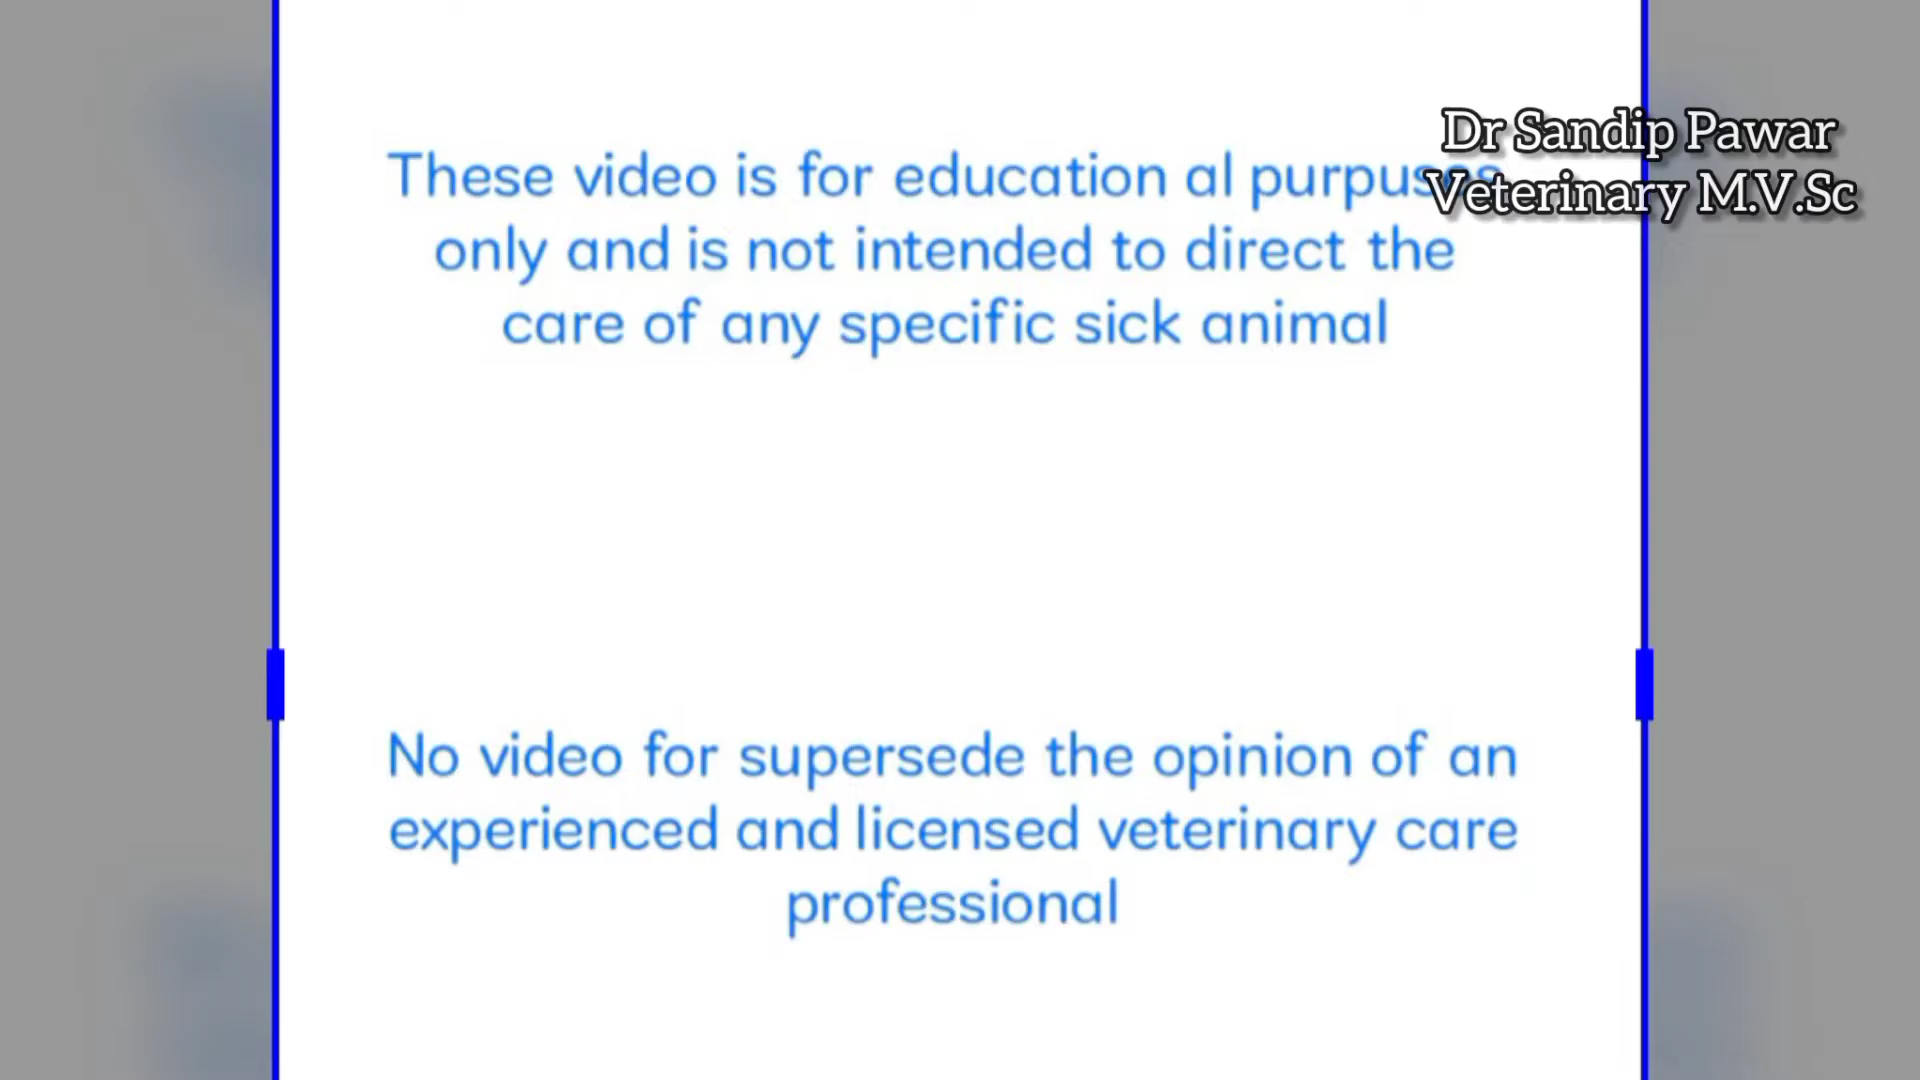 Dr Sandip Pawar
Veterinary M.V.Sc
These video is for education al purpuses
only and is not intended to direct the
care of any specific sick animal
No video for supersede the opinion of an
experienced and licensed veterinary care
professional